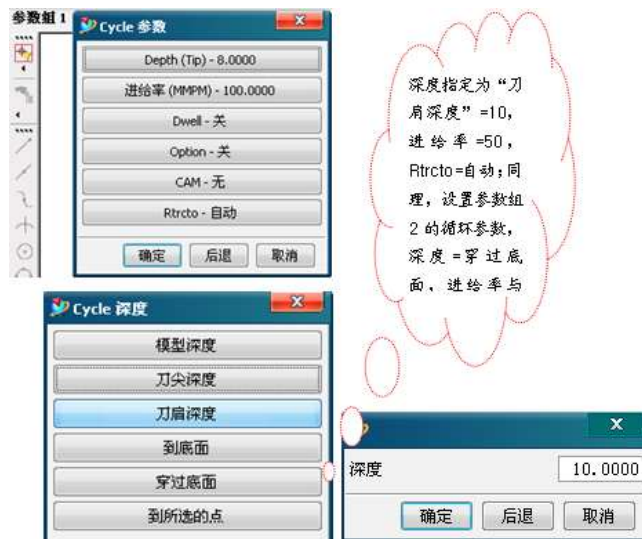 参数组 1
Cycle 参数
Depth (Tip) - 8.0000
进给率 (MMPM) - 100.0000
Dwell - 关
Option - 关
CAM - 无
Rtrcto - 自动
确定 后退 取消
深度指定为“刀
肩深度”=10,
进给率=50,
Rtrcto=自动;同
理,设置参数组
2的循环参数,
深度=穿过底
面、进给率与
Cycle 深度
模型深度
刀尖深度
刀肩深度
到底面
穿过底面
到所选的点
深度 10.0000
确定 后退 取消